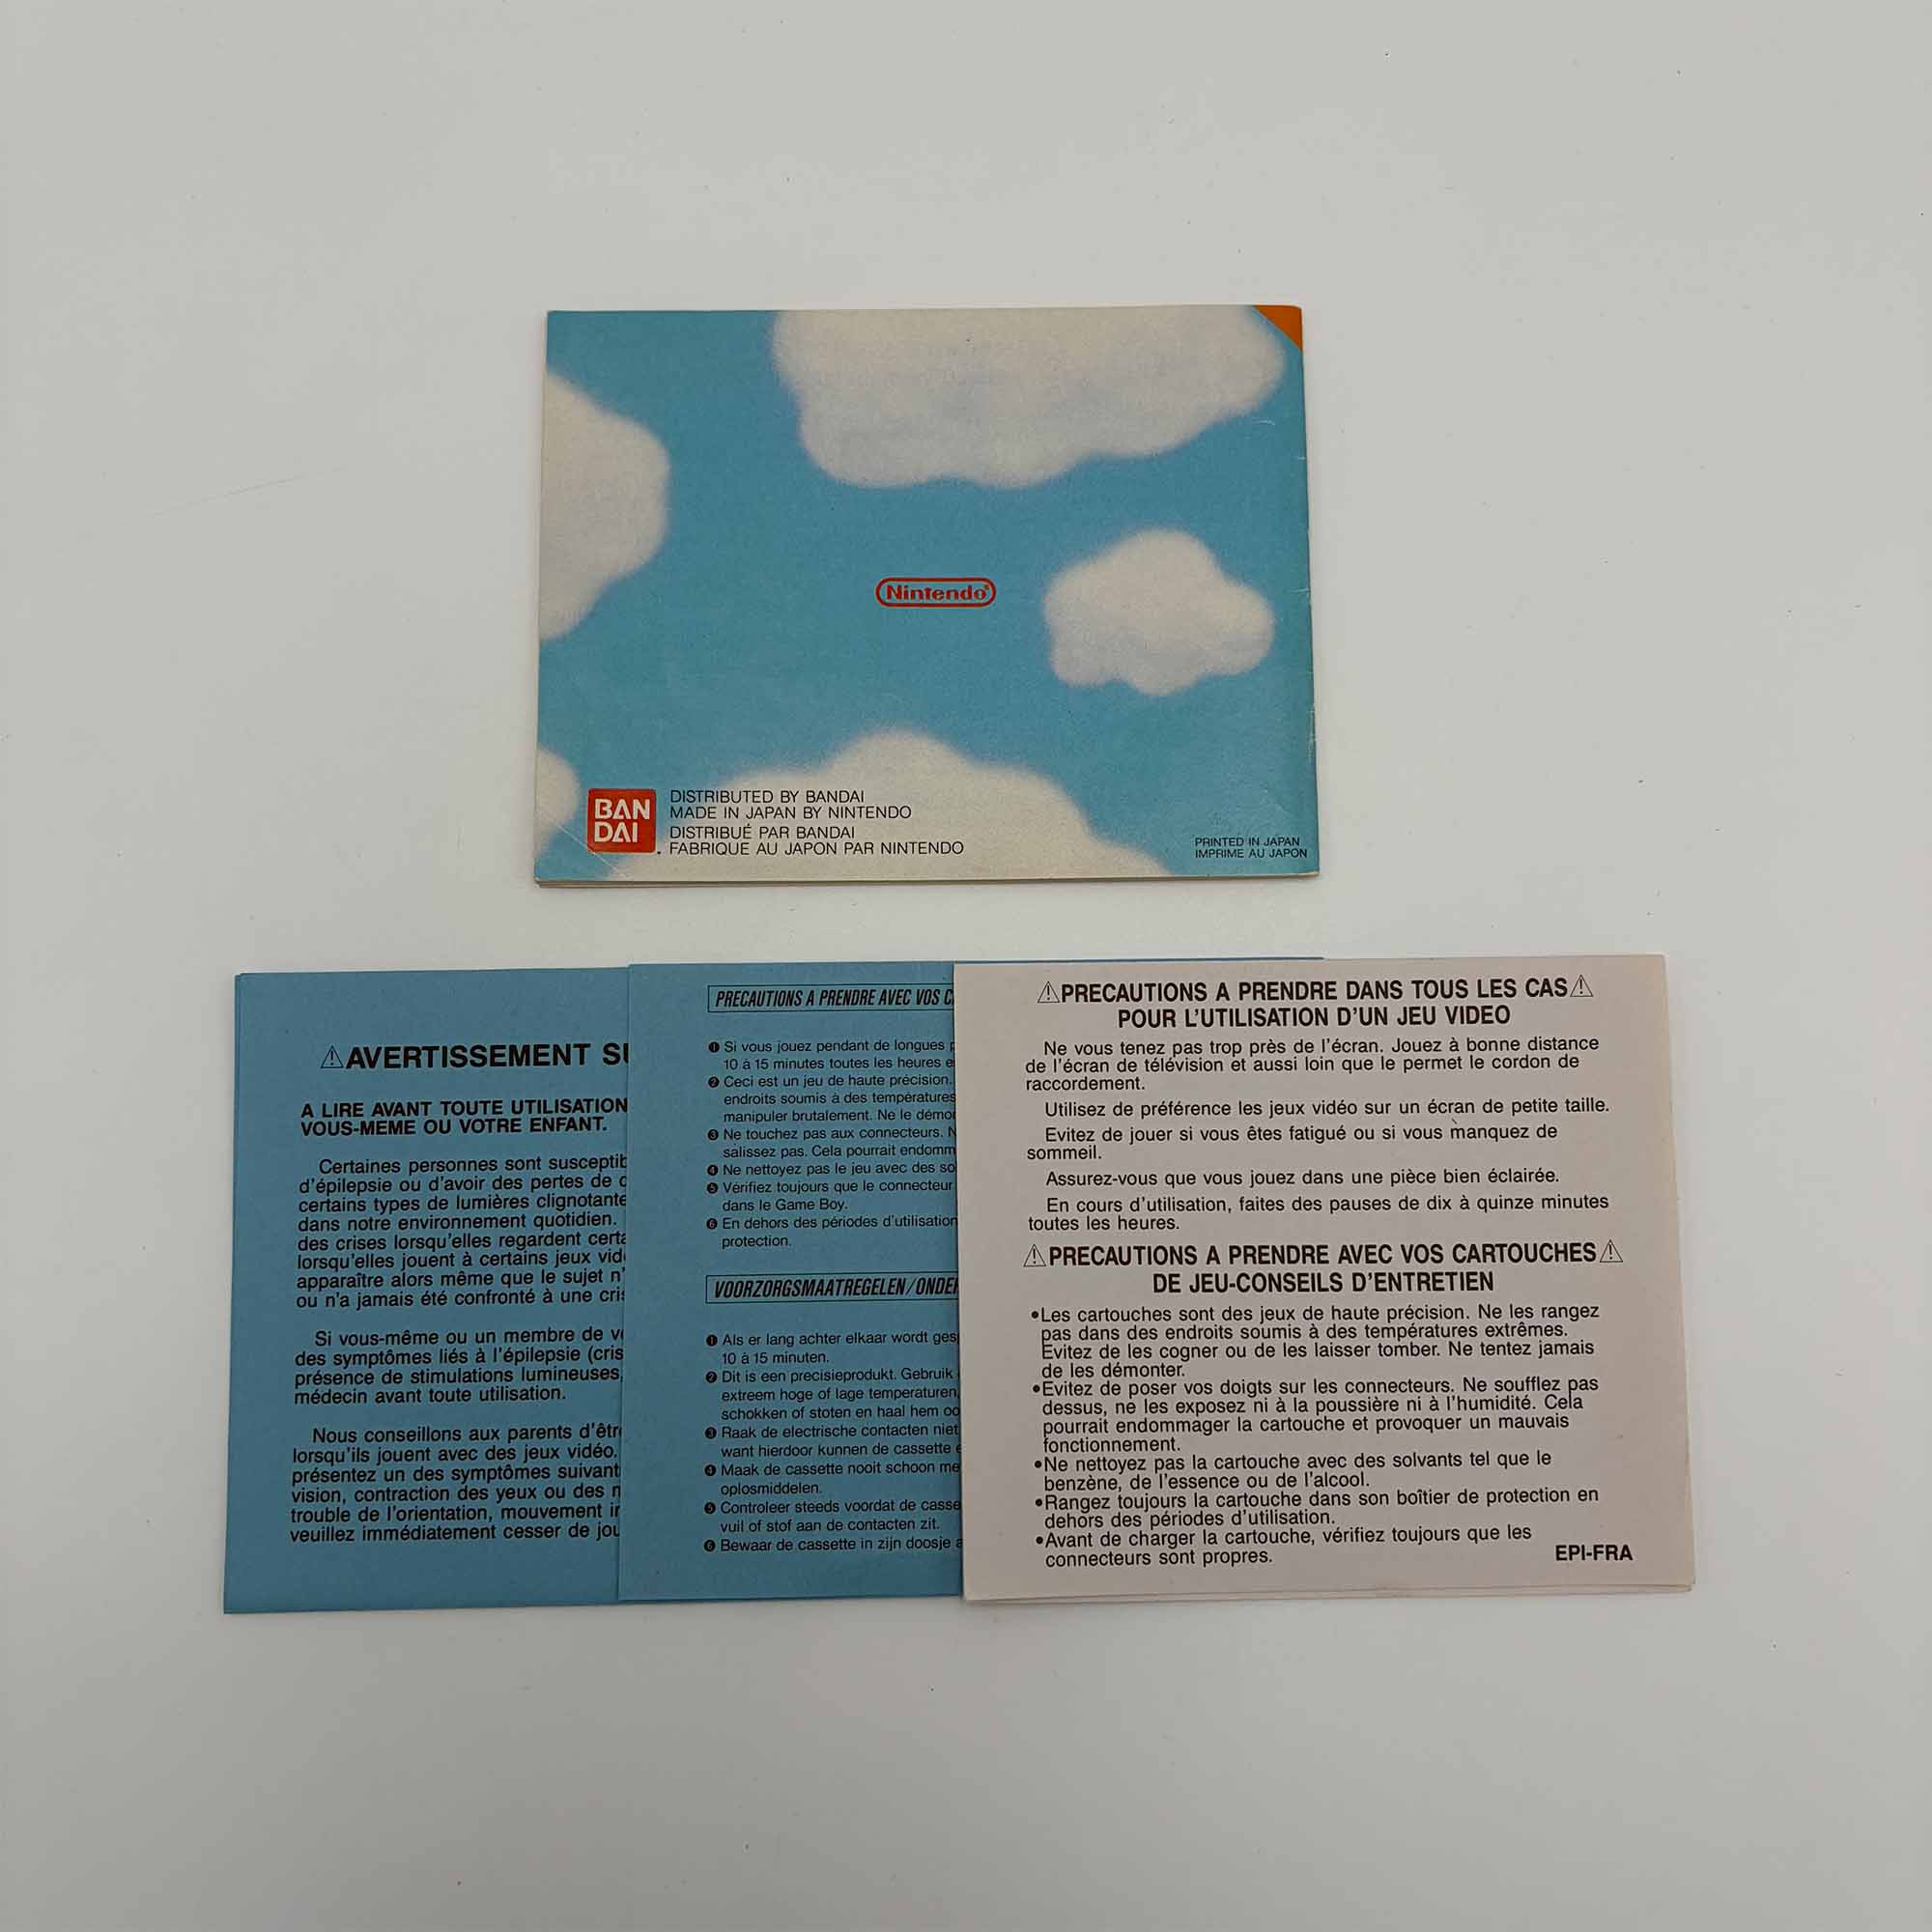 Nintendo®
BAN
DAI
DISTRIBUTED BY BANDAI
MADE IN JAPAN BY NINTENDO
DISTRIBUÉ PAR BANDAI
FABRIQUE AU JAPON PAR NINTENDO
PRINTED IN JAPAN
IMPRIME AU JAPON
AVERTISSEMENT
A LIRE AVANT TOUTE UTILISATION
VOUS-MEME OU VOTRE ENFANT.
Certaines personnes sont
d'épilepsie ou d'avoir des pertes de
certains types de lumières
dans notre environnement quotidien.
des crises lorsqu'elles regardent
lorsqu'elles jouent à certains jeux
apparaître alors même que le sujet
ou n'a jamais été confronté à une
Si vous-même ou un membre de
des symptômes liés à l'épilepsie
présence de stimulations lumineuses,
médecin avant toute utilisation.
Nous conseillons aux parents
lorsqu'ils jouent avec des jeux vidéo.
présentez un des symptômes
vision, contraction des yeux ou des
trouble de l'orientation, mouvement
veuillez immédiatement cesser de
PRECAUTIONS A PRENDRE AVEC VOS
❶ Si vous jouez pendant de longues
10 à 15 minutes toutes les heures
❷ Ceci est un jeu de haute précision.
endroits soumis à des températures
manipuler brutalement. Ne le
❸ Ne touchez pas aux connecteurs.
salissez pas. Cela pourrait
❹ Ne nettoyez pas le jeu avec des
❺ Vérifiez toujours que le connecteur
dans le Game Boy.
❻ En dehors des périodes d'utilisation
protection.
VOORZORGSMAATREGELEN/
❶ Als er lang achter elkaar wordt
10 à 15 minuten.
❷ Dit is een precisieprodukt. Gebruik
extreem hoge of lage temperaturen,
schokken of stoten en haal hem
❸ Raak de electrische contacten niet
want hierdoor kunnen de cassette
❹ Maak de cassette nooit schoon
oplosmiddelen.
❺ Controleer steeds voordat de
vuil of stof aan de contacten zit.
❻ Bewaar de cassette in zijn doosje
⚠PRECAUTIONS A PRENDRE DANS TOUS LES CAS⚠
POUR L'UTILISATION D'UN JEU VIDEO
Ne vous tenez pas trop près de l'écran. Jouez à bonne distance
de l'écran de télévision et aussi loin que le permet le cordon de
raccordement.
Utilisez de préférence les jeux vidéo sur un écran de petite taille.
Evitez de jouer si vous êtes fatigué ou si vous manquez de
sommeil.
Assurez-vous que vous jouez dans une pièce bien éclairée.
En cours d'utilisation, faites des pauses de dix à quinze minutes
toutes les heures.
⚠PRECAUTIONS A PRENDRE AVEC VOS CARTOUCHES⚠
DE JEU-CONSEILS D'ENTRETIEN
•Les cartouches sont des jeux de haute précision. Ne les rangez
pas dans des endroits soumis à des températures extrêmes.
Evitez de les cogner ou de les laisser tomber. Ne tentez jamais
de les démonter.
•Evitez de poser vos doigts sur les connecteurs. Ne soufflez pas
dessus, ne les exposez ni à la poussière ni à l'humidité. Cela
pourrait endommager la cartouche et provoquer un mauvais
fonctionnement.
•Ne nettoyez pas la cartouche avec des solvants tel que le
benzène, de l'essence ou de l'alcool.
•Rangez toujours la cartouche dans son boîtier de protection en
dehors des périodes d'utilisation.
•Avant de charger la cartouche, vérifiez toujours que les
connecteurs sont propres.
EPI-FRA